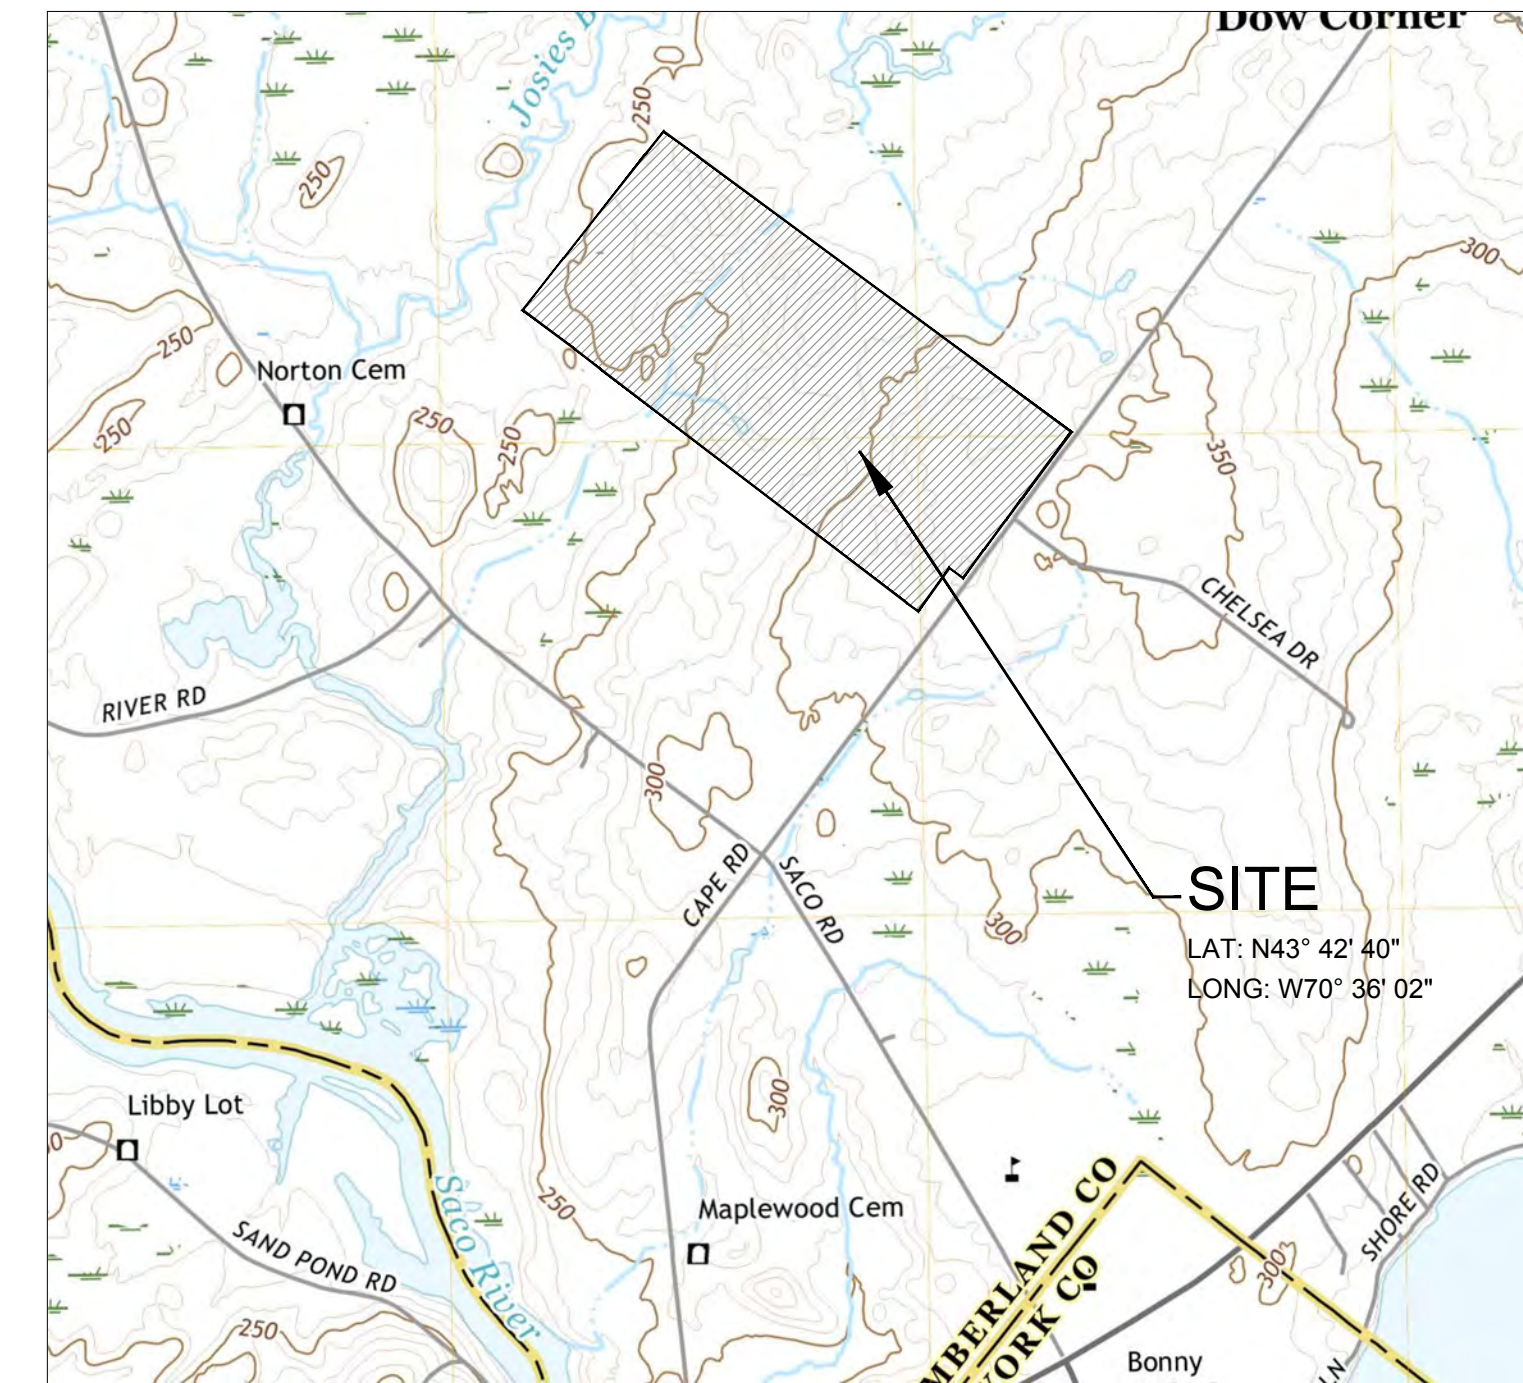 Dow Corner
Josies B
250
250
300
250
Norton Cem
250
250
250
350
CHELSEA DR
RIVER RD
300
CAPE RD
SACO RD
SITE
300
LAT: N43° 42' 40"
LONG: W70° 36' 02"
Libby Lot
300
SHORE RD
Saco River
250
Maplewood Cem
SAND POND RD
MBERLAND CO
YORK CO
300
250
Bonny
LN